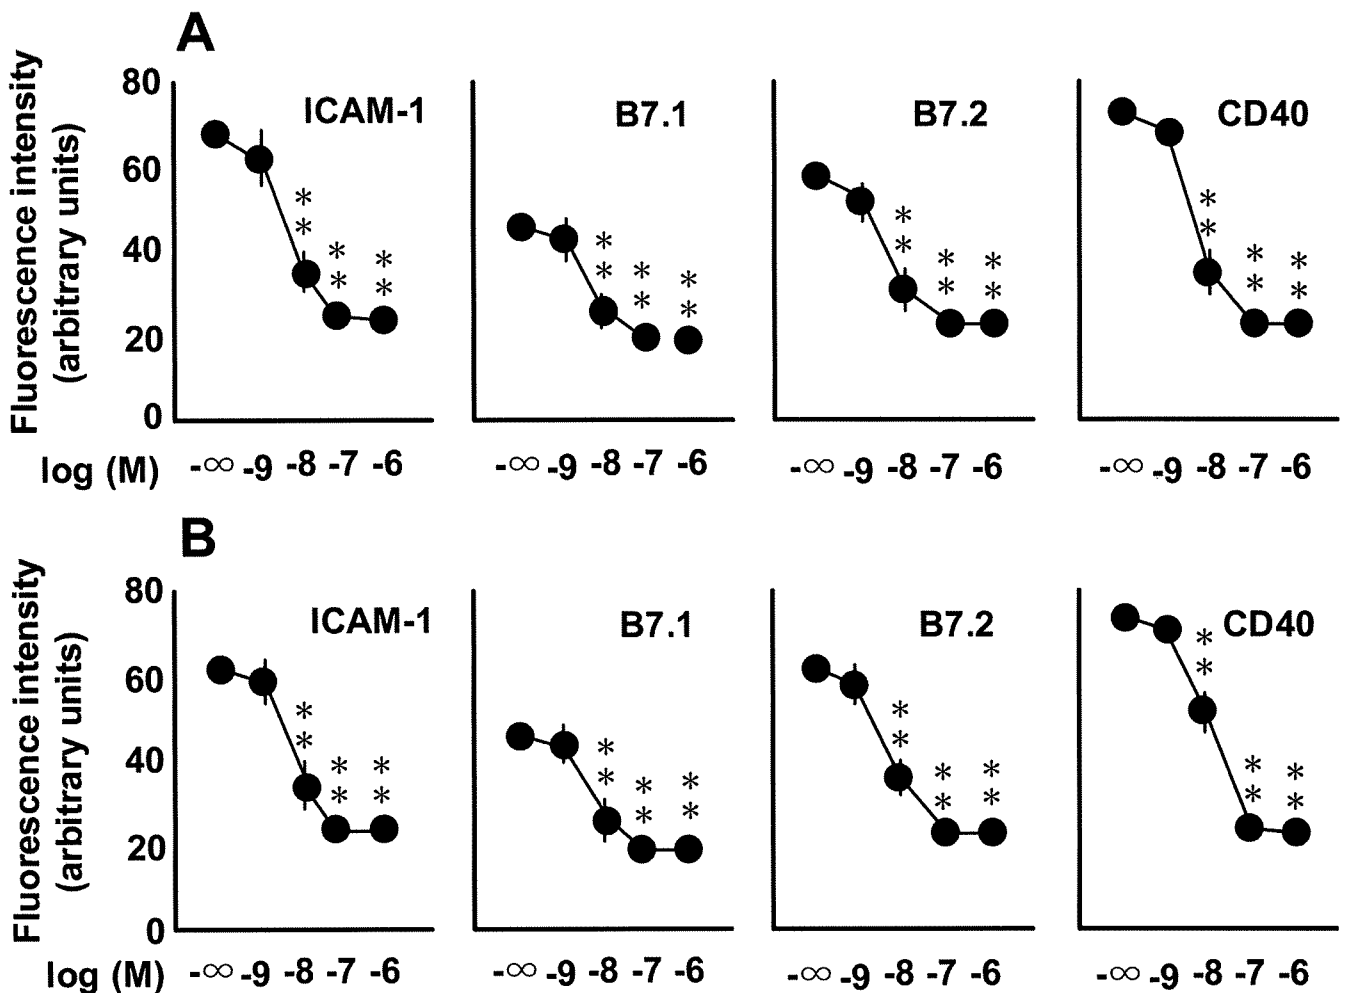 A
Fluorescence intensity
(arbitrary units)
80
60
40
20
0
ICAM-1
B7.1
B7.2
CD40
* * * * * *
* * * * * *
* * * * * *
* * * * * *
log (M) -∞ -9 -8 -7 -6 -∞ -9 -8 -7 -6 -∞ -9 -8 -7 -6 -∞ -9 -8 -7 -6
B
Fluorescence intensity
(arbitrary units)
80
60
40
20
0
ICAM-1
B7.1
B7.2
CD40
* * * * * *
* * * * * *
* * * * * *
* * * * * *
log (M) -∞ -9 -8 -7 -6 -∞ -9 -8 -7 -6 -∞ -9 -8 -7 -6 -∞ -9 -8 -7 -6